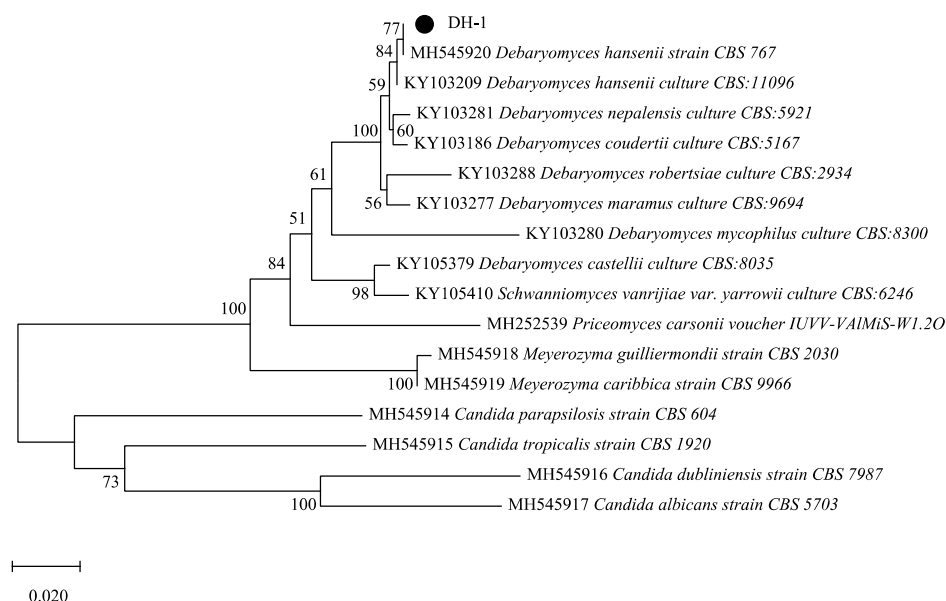 77 DH-1
84 MH545920 Debaryomyces hansenii strain CBS 767
KY103209 Debaryomyces hansenii culture CBS:11096
59
KY103281 Debaryomyces nepalensis culture CBS:5921
100 60
KY103186 Debaryomyces coudertii culture CBS:5167
KY103288 Debaryomyces robertsiae culture CBS:2934
61
56 KY103277 Debaryomyces maramus culture CBS:9694
51
KY103280 Debaryomyces mycophilus culture CBS:8300
84 KY105379 Debaryomyces castellii culture CBS:8035
98 KY105410 Schwanniomyces vanrijiae var. yarrowii culture CBS:6246
100
MH252539 Priceomyces carsonii voucher IUVV-VAlMiS-W1.2O
MH545918 Meyerozyma guilliermondii strain CBS 2030
100 MH545919 Meyerozyma caribbica strain CBS 9966
MH545914 Candida parapsilosis strain CBS 604
MH545915 Candida tropicalis strain CBS 1920
73 MH545916 Candida dubliniensis strain CBS 7987
100 MH545917 Candida albicans strain CBS 5703
0.020